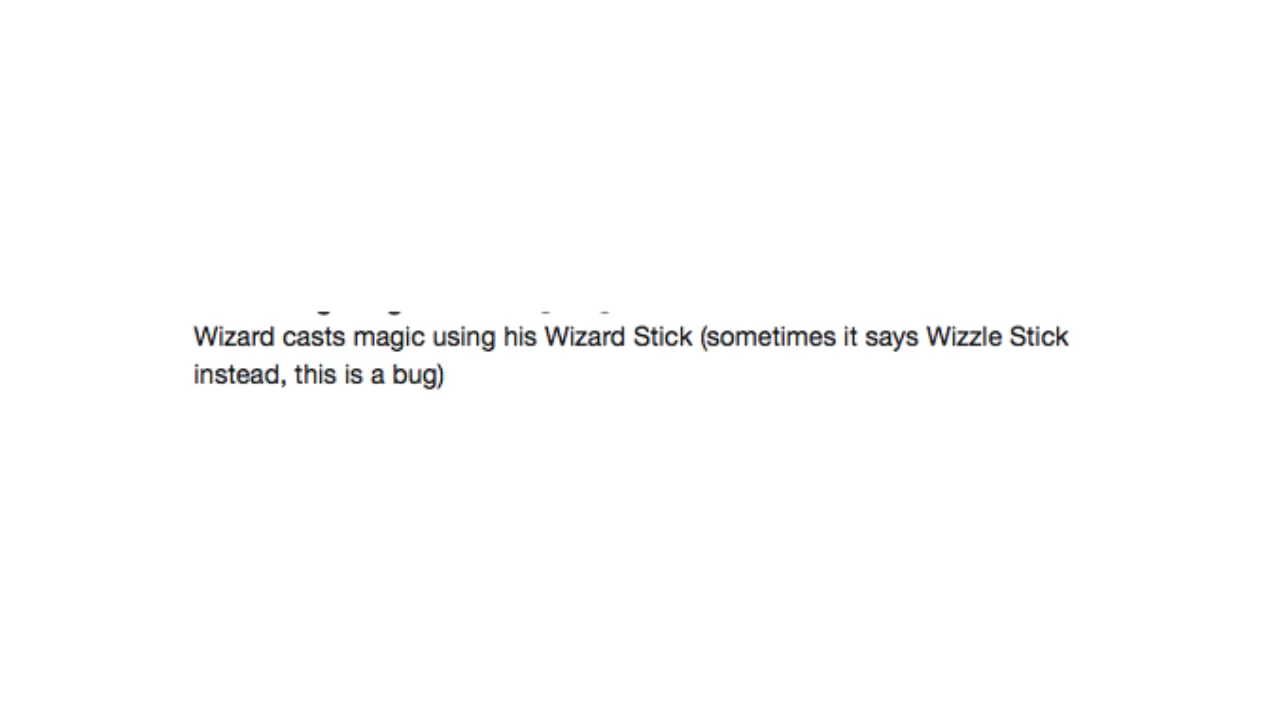 Wizard casts magic using his Wizard Stick (sometimes it says Wizzle Stick
instead, this is a bug)